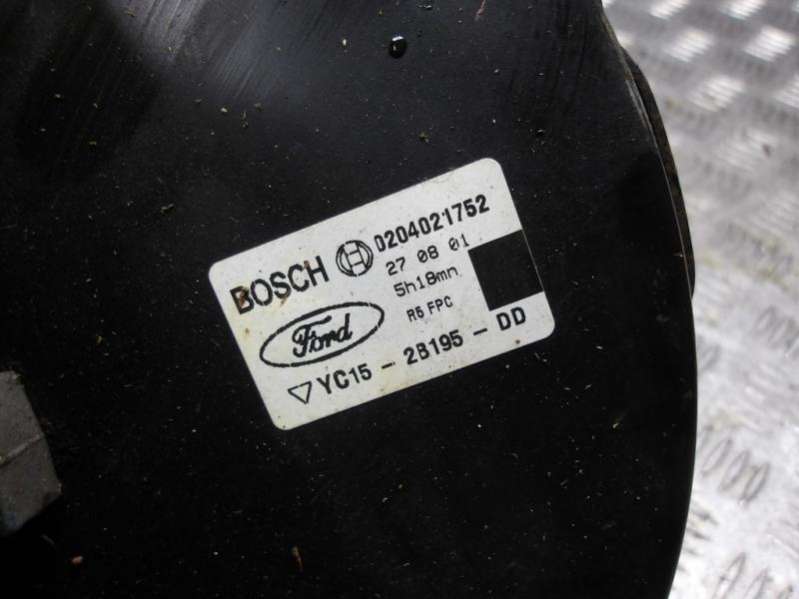 BOSCH 0204021752
27 08 01
5h18mn
R6 FPC
Ford
YC15 - 2B195 - DD